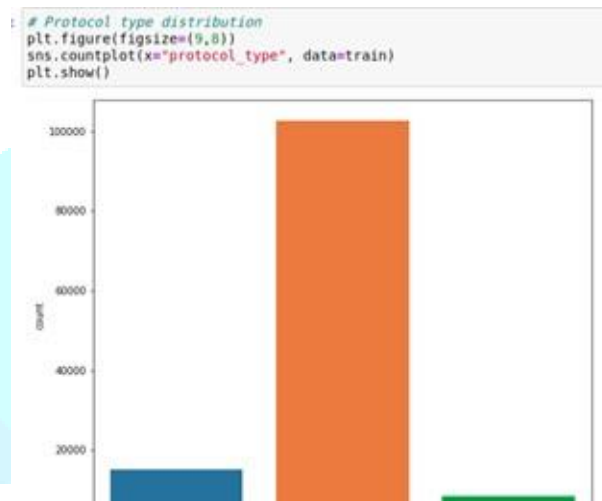 # Protocol type distribution
plt.figure(figsize=(9,8))
sns.countplot(x="protocol_type", data=train)
plt.show()
100000
80000
60000
count
40000
20000